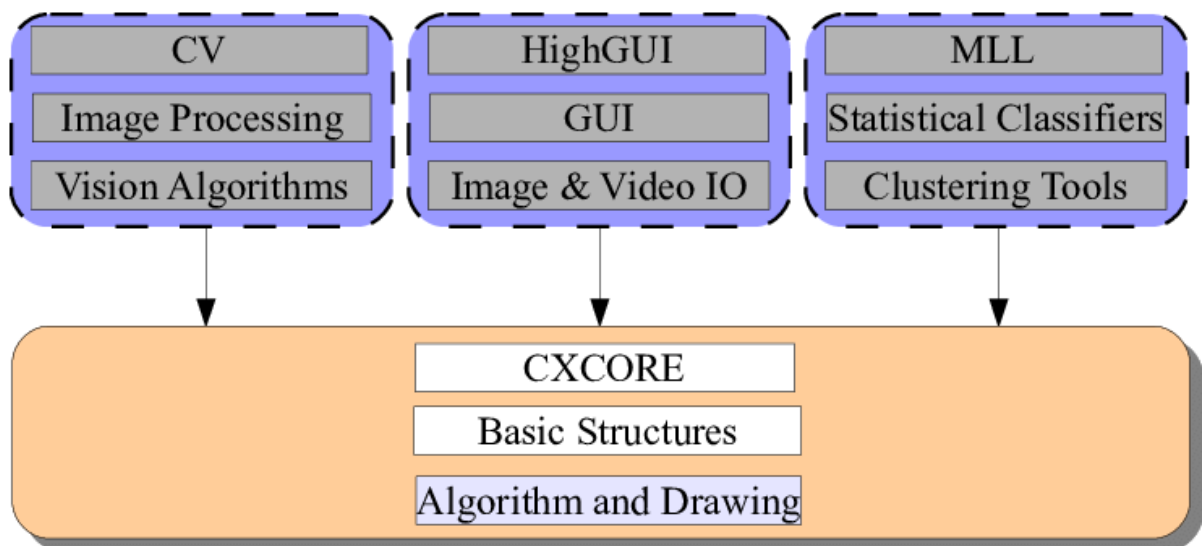 CV
Image Processing
Vision Algorithms
HighGUI
GUI
Image & Video IO
MLL
Statistical Classifiers
Clustering Tools
CXCORE
Basic Structures
Algorithm and Drawing